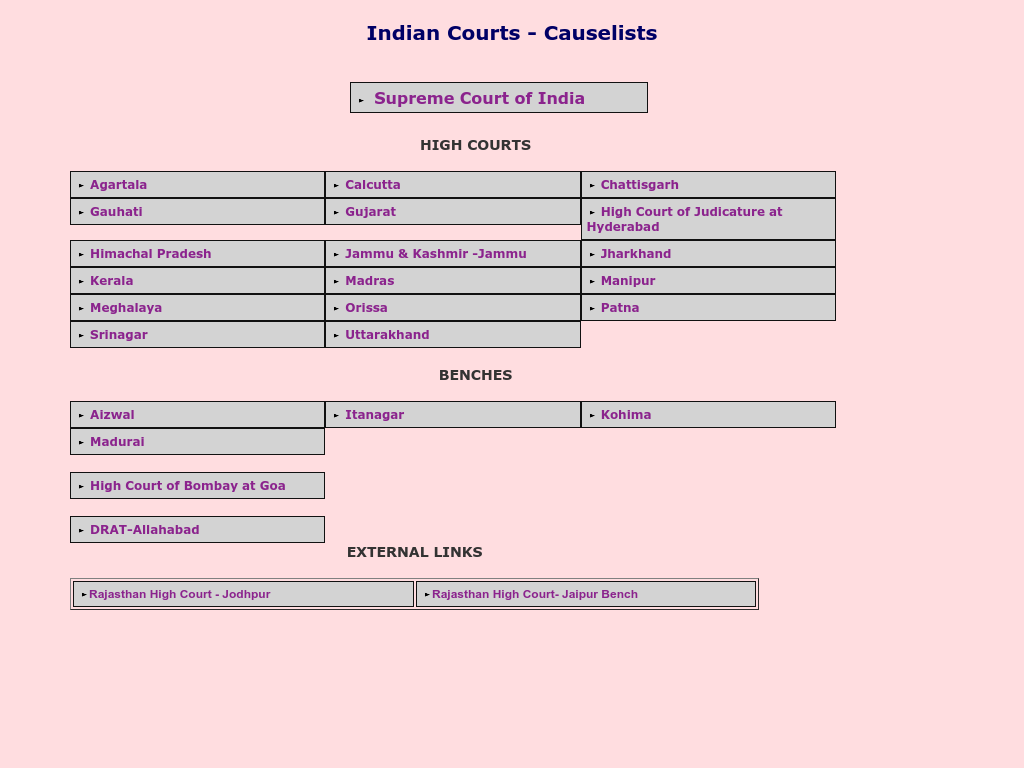 Indian Courts – Causelists
► Supreme Court of India
HIGH COURTS
► Agartala
► Calcutta
► Chattisgarh
► Gauhati
► Gujarat
► High Court of Judicature at
Hyderabad
► Himachal Pradesh
► Jammu & Kashmir -Jammu
► Jharkhand
► Kerala
► Madras
► Manipur
► Meghalaya
► Orissa
► Patna
► Srinagar
► Uttarakhand
BENCHES
► Aizwal
► Itanagar
► Kohima
► Madurai
► High Court of Bombay at Goa
► DRAT-Allahabad
EXTERNAL LINKS
►Rajasthan High Court - Jodhpur
►Rajasthan High Court- Jaipur Bench